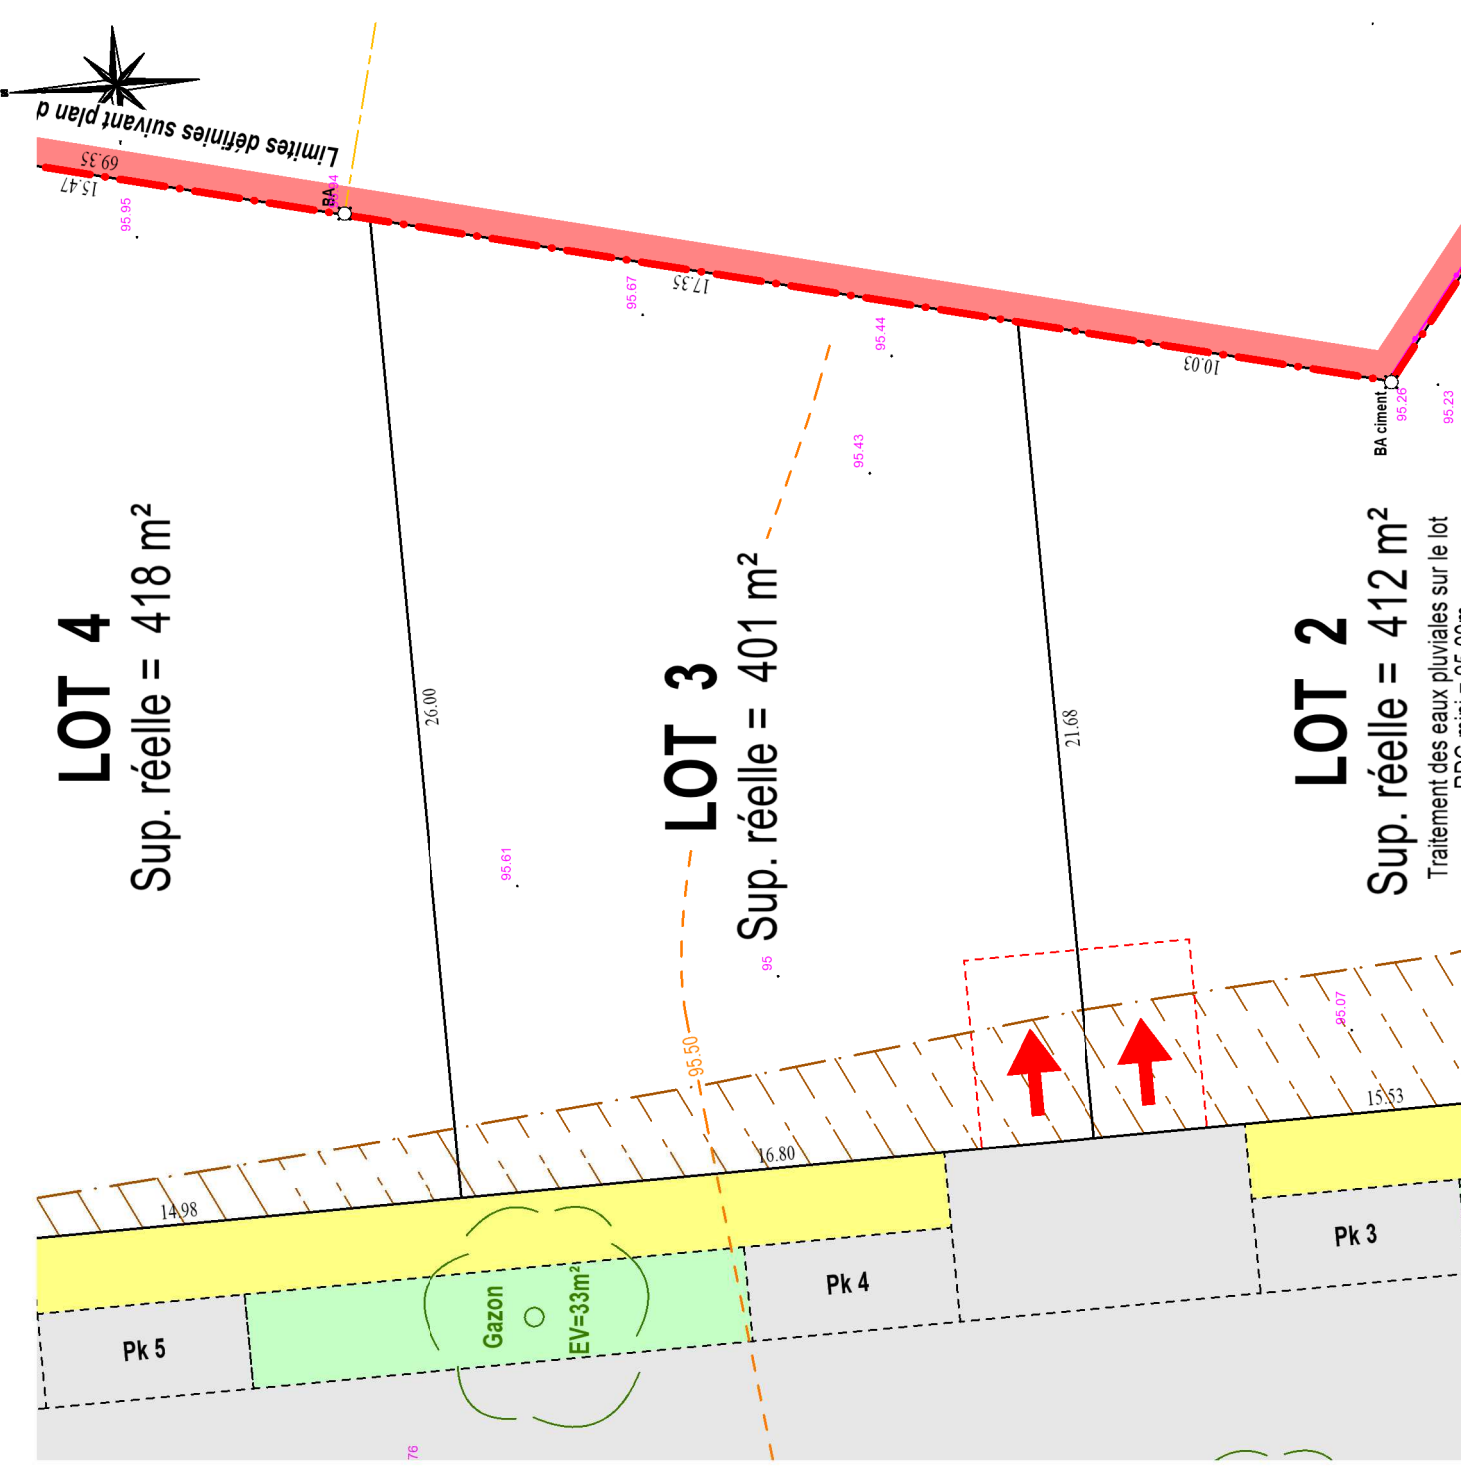 Limites définies suivant plan d
69.35
15.47
95.95
BA
17.35
95.67
95.44
10.03
BA ciment
95.26
95.23
95.43
LOT 4
Sup. réelle = 418 m²
26.00
LOT 3
Sup. réelle = 401 m²
21.68
LOT 2
Sup. réelle = 412 m²
Traitement des eaux pluviales sur le lot
95.61
95
95.50
95.07
14.98
16.80
15.53
Pk 5
Gazon
EV=33m²
Pk 4
Pk 3
76